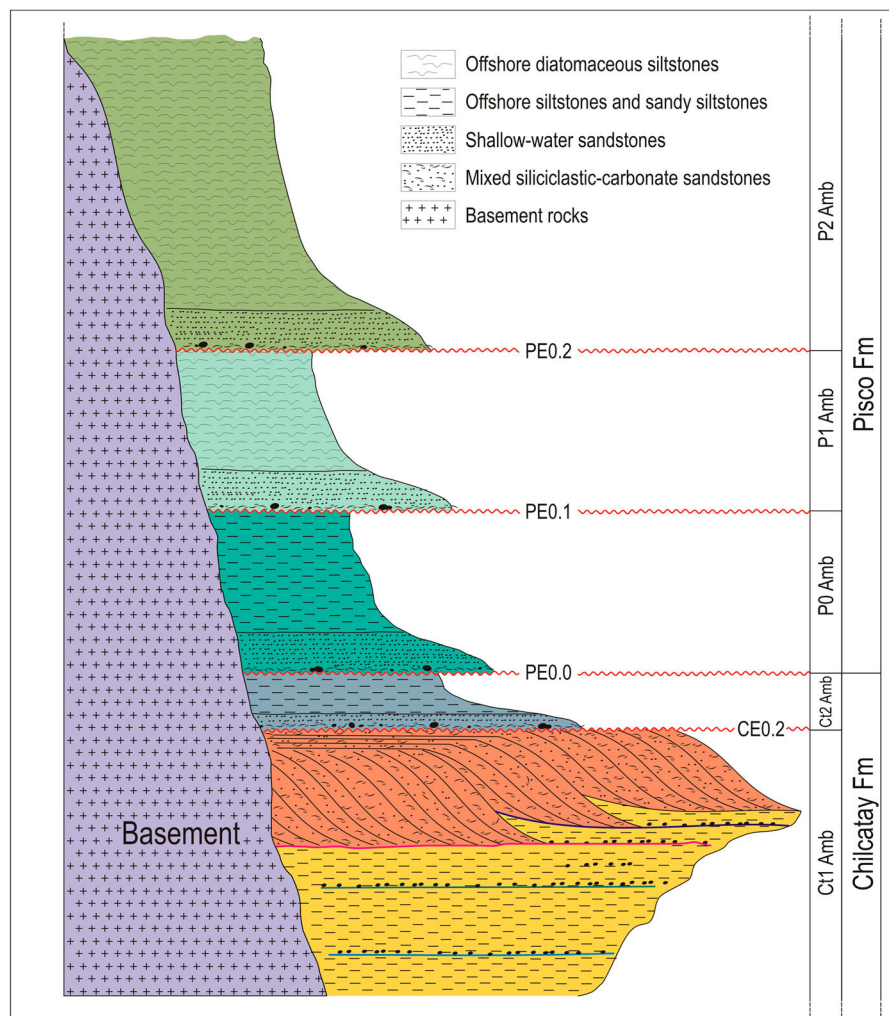 Offshore diatomaceous siltstones
Offshore siltstones and sandy siltstones
Shallow-water sandstones
Mixed siliciclastic-carbonate sandstones
Basement rocks
P2 Amb
PE0.2
P1 Amb
Pisco Fm
PE0.1
P0 Amb
PE0.0
Ct2 Amb
CE0.2
Basement
Ct1 Amb
Chilcatay Fm